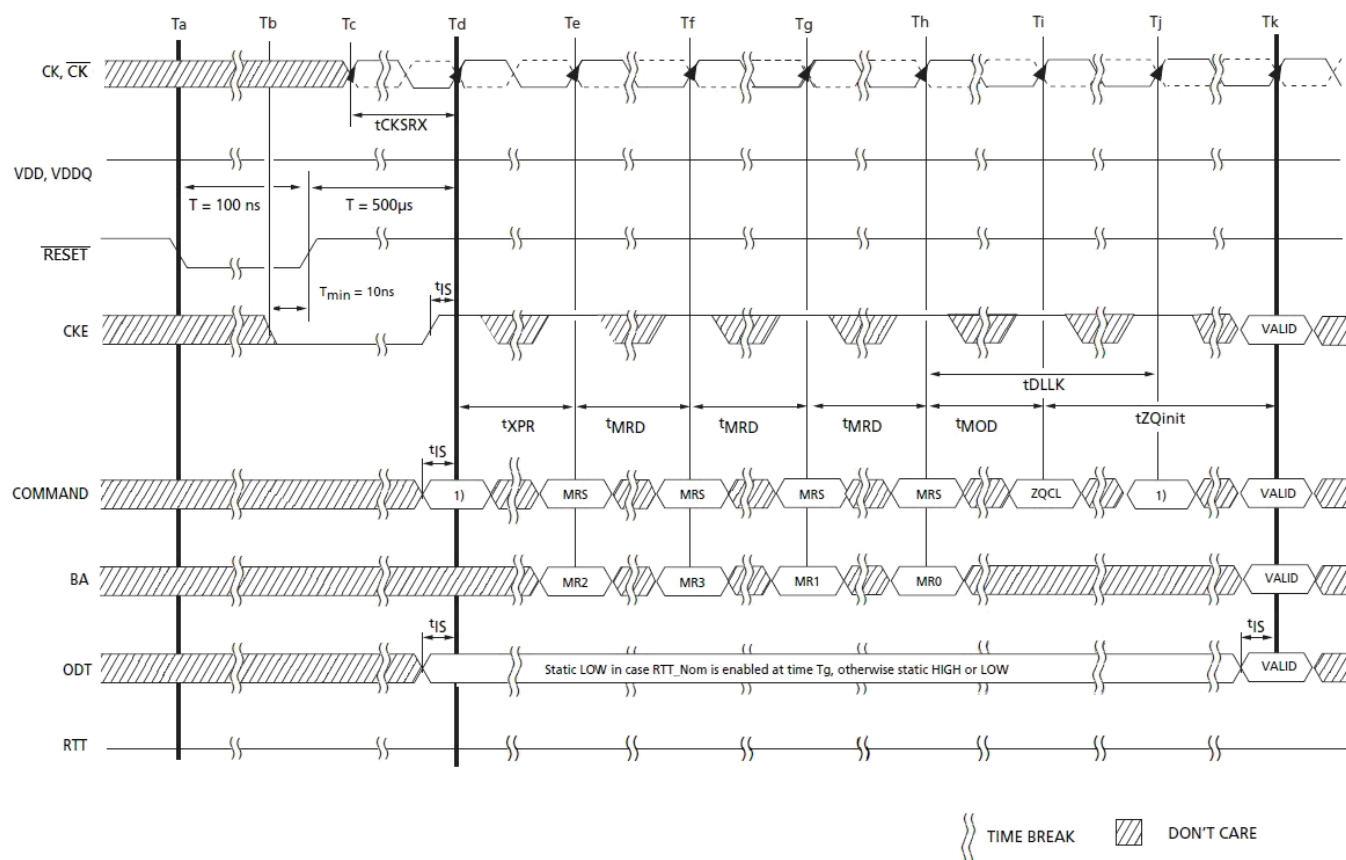 Ta Tb Tc Td Te Tf Tg Th Ti Tj Tk
CK, CK
tCKSRX
VDD, VDDQ
T = 100 ns T = 500µs
RESET
Tmin = 10ns tIS
CKE VALID
tDLLK
tXPR tMRD tMRD tMRD tMOD tZQinit
tIS
COMMAND 1) MRS MRS MRS MRS ZQCL 1) VALID
BA MR2 MR3 MR1 MR0 VALID
tIS tIS
ODT Static LOW in case RTT_Nom is enabled at time Tg, otherwise static HIGH or LOW VALID
RTT
TIME BREAK DON'T CARE